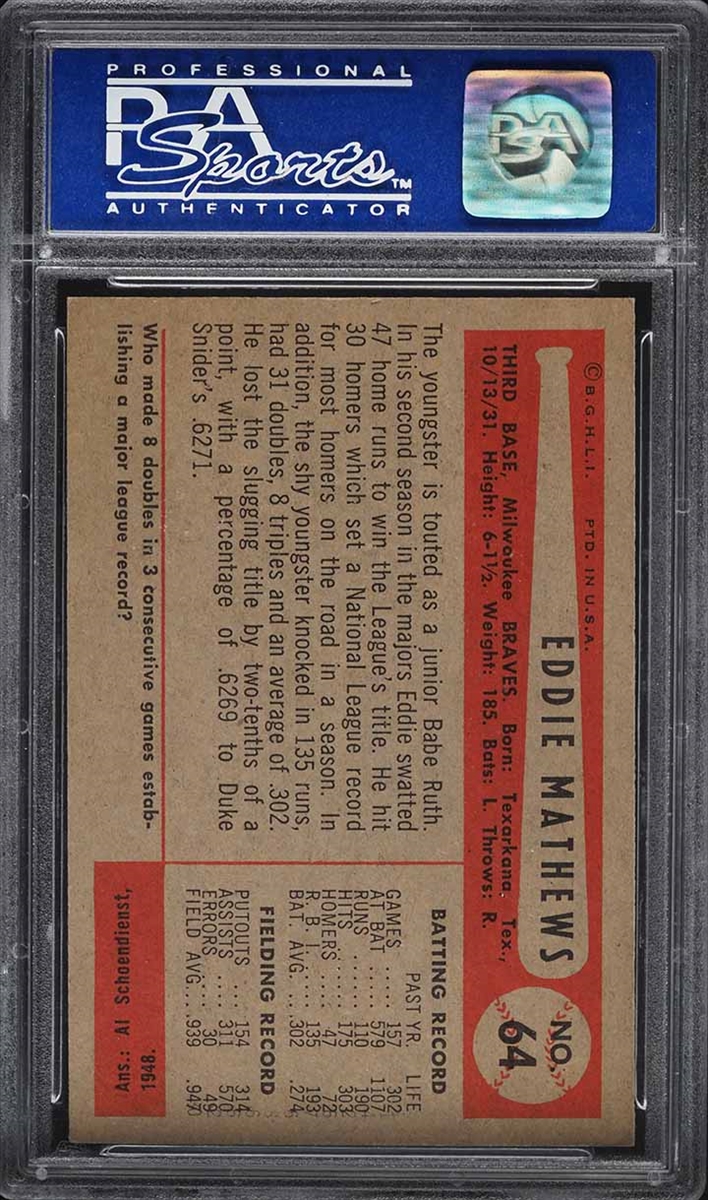 PROFESSIONAL
PSA
Sports™
AUTHENTICATOR
PSA
© B.G.H.L.I. PTD. IN U.S.A.
EDDIE MATHEWS
NO.
64
THIRD BASE, Milwaukee BRAVES. Born: Texarkana, Tex.,
10/13/31. Height: 6-1½. Weight: 185. Bats: L. Throws: R.
The youngster is touted as a junior Babe Ruth.
In his second season in the majors Eddie swatted
47 home runs to win the League's title. He hit
30 homers which set a National League record
for most homers on the road in a season. In
addition, the shy youngster knocked in 135 runs,
had 31 doubles, 8 triples and an average of .302.
He lost the slugging title by two-tenths of a
point, with a percentage of .6269 to Duke
Snider's .6271.
BATTING RECORD
PAST YR. LIFE
GAMES ..... 157 302
AT BAT ..... 579 1107
RUNS ...... 110 190
HITS ....... 175 303
HOMERS .... 47 72
R. B. I. ...... 135 193
BAT. AVG. .. .302 .274
FIELDING RECORD
PUTOUTS ... 154 314
ASSISTS .... 311 570
ERRORS .... 30 49
FIELD AVG... .939
Who made 8 doubles in 3 consecutive games estab-
lishing a major league record?
Ans.: Al Schoendienst,
1948.